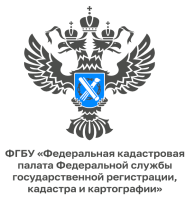 ФГБУ «Федеральная кадастровая
палата Федеральной службы
государственной регистрации,
кадастра и картографии»